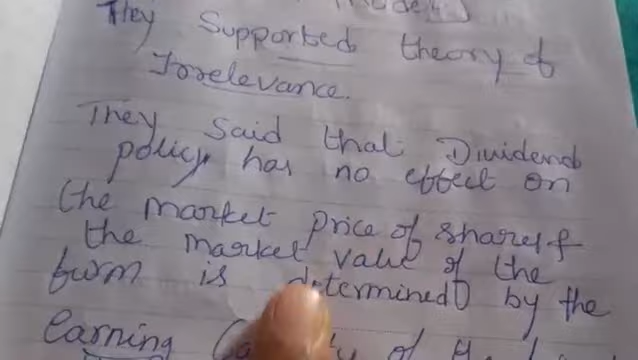 They Supported theory of
Irrelevance.
They Said that Dividend
policy has no effect on
the market price of shares &
the market value of the
firm is determined by the
earning of